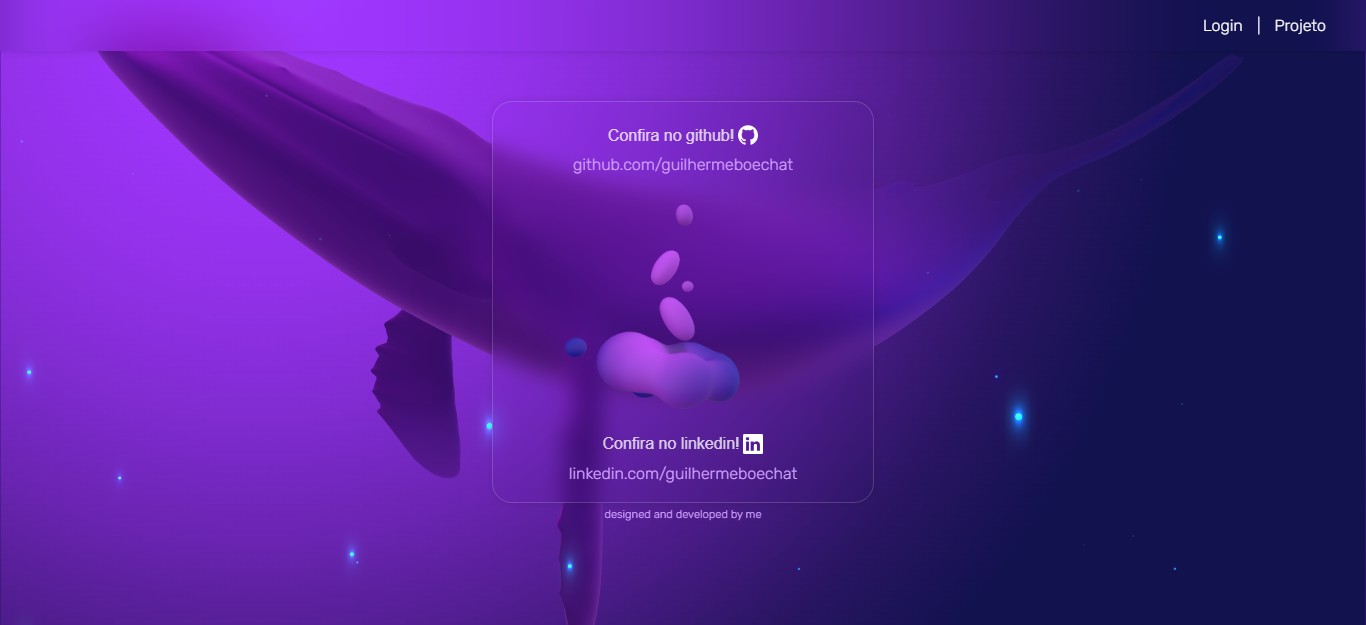 Login | Projeto
Confira no github!
github.com/guilhermeboechat
Confira no linkedin! in
linkedin.com/guilhermeboechat
designed and developed by me